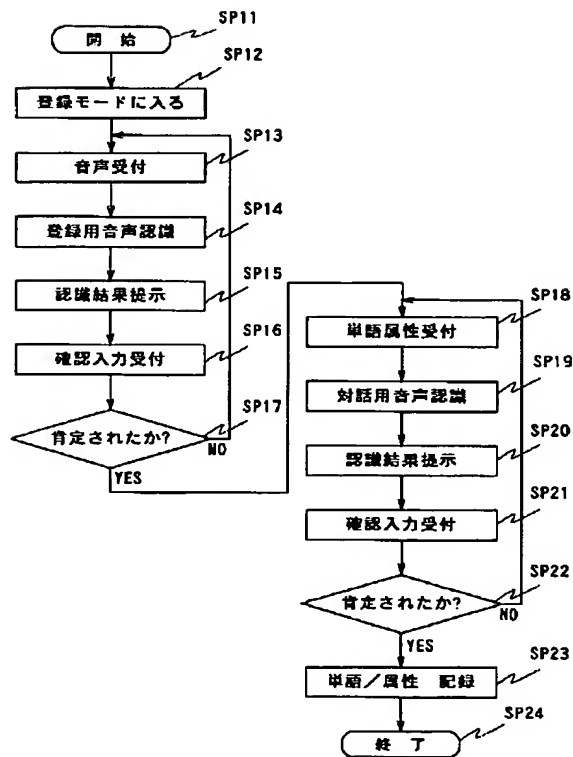 SP11
開 始
SP12
登録モードに入る
SP13
音声受付
SP14
登録用音声認識
SP15
認識結果提示
SP16
確認入力受付
SP17
肯定されたか?
NO
YES
SP18
単語属性受付
SP19
対話用音声認識
SP20
認識結果提示
SP21
確認入力受付
SP22
肯定されたか?
NO
YES
SP23
単語/属性 記録
SP24
終 了